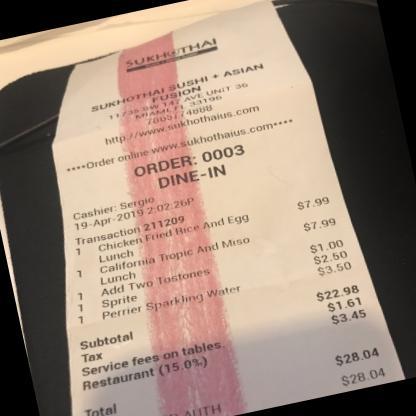 SUKHOTHAI
SUKHOTHAI SUSHI + ASIAN
FUSION
11735 SW 147 AVE UNIT 36
MIAMI, FL 33196
7865174888
http://www.sukhothaius.com
****Order online www.sukhothaius.com****
ORDER: 0003
DINE-IN
Cashier: Sergio
19-Apr-2019 2:02:26P
Transaction 211209
1 Chicken Fried Rice And Egg $7.99
Lunch
1 California Tropic And Miso $7.99
Lunch
1 Add Two Tostones $1.00
1 Sprite $2.50
1 Perrier Sparkling Water $3.50
Subtotal $22.98
Tax $1.61
Service fees on tables $3.45
Restaurant (15.0%)
Total $28.04
AUTH $28.04